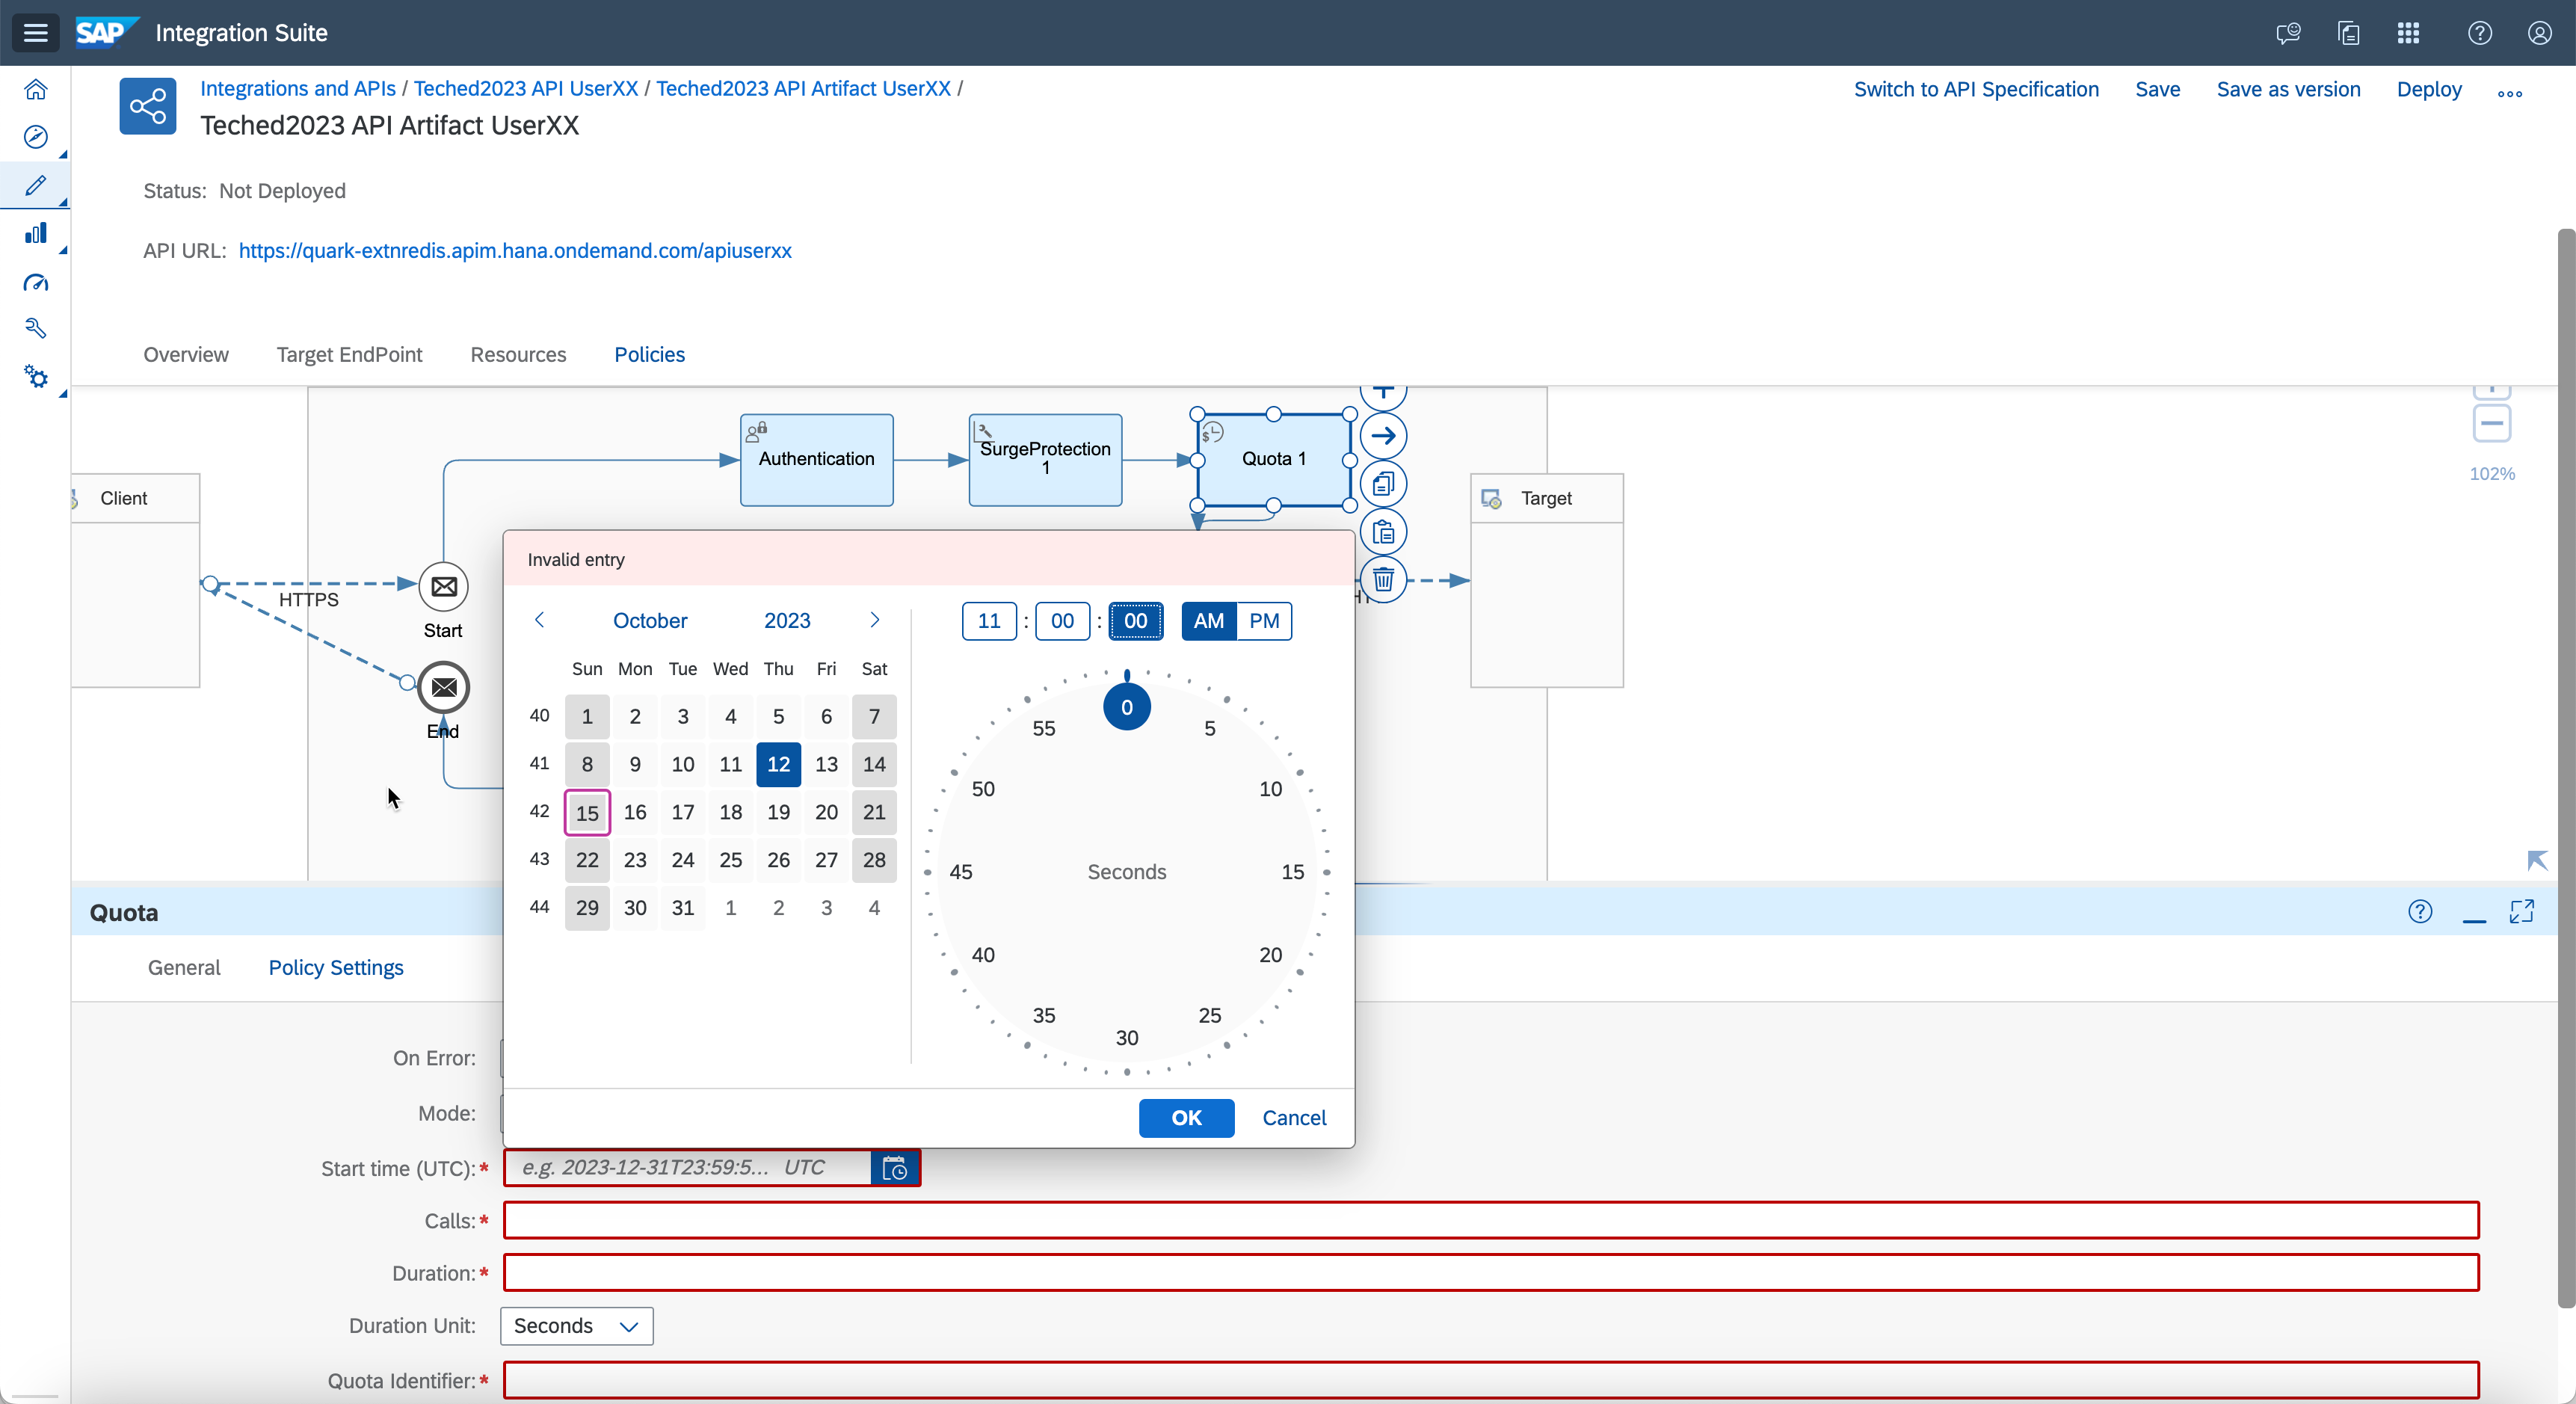 SAP Integration Suite
Integrations and APIs / Teched2023 API UserXX / Teched2023 API Artifact UserXX /
Switch to API Specification Save Save as version Deploy
Teched2023 API Artifact UserXX
Status: Not Deployed
API URL: https://quark-extnredis.apim.hana.ondemand.com/apiuserxx
Overview Target EndPoint Resources Policies
Authentication
SurgeProtection
1
Quota 1
102%
Client
Target
HTTPS
Start
End
Invalid entry
October 2023
11 : 00 : 00 AM PM
Sun Mon Tue Wed Thu Fri Sat
40 1 2 3 4 5 6 7
41 8 9 10 11 12 13 14
42 15 16 17 18 19 20 21
43 22 23 24 25 26 27 28
44 29 30 31 1 2 3 4
0
55 5
50 10
45 Seconds 15
40 20
35 25
30
OK Cancel
Quota
General Policy Settings
On Error:
Mode:
Start time (UTC):* e.g. 2023-12-31T23:59:5... UTC
Calls:*
Duration:*
Duration Unit: Seconds
Quota Identifier:*